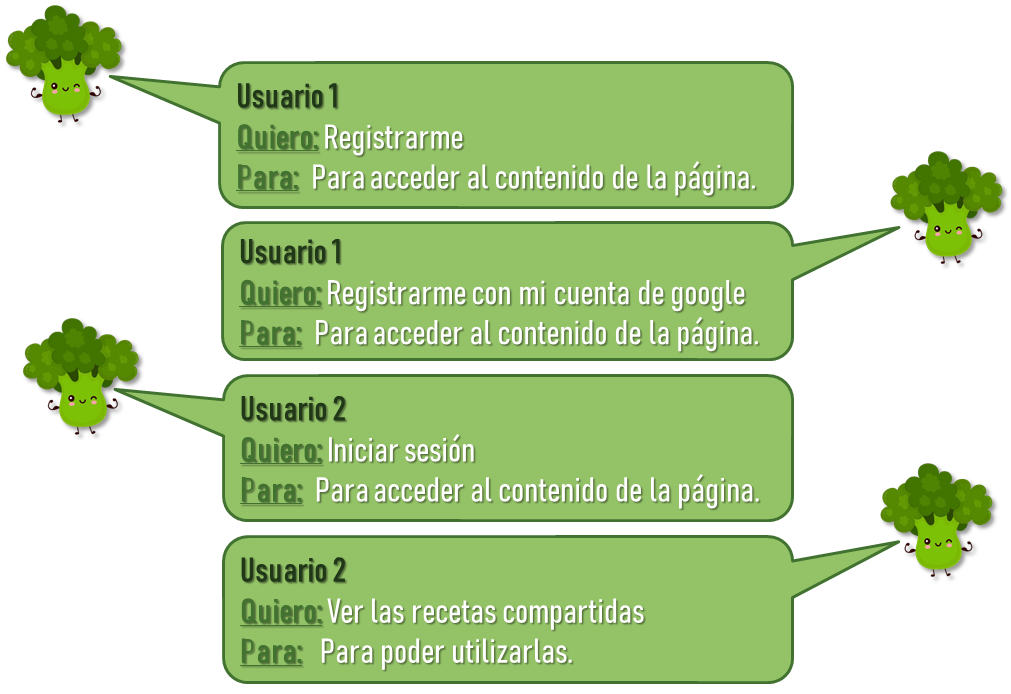 Usuario 1
Quiero: Registrarme
Para: Para acceder al contenido de la página.
Usuario 1
Quiero: Registrarme con mi cuenta de google
Para: Para acceder al contenido de la página.
Usuario 2
Quiero: Iniciar sesión
Para: Para acceder al contenido de la página.
Usuario 2
Quiero: Ver las recetas compartidas
Para: Para poder utilizarlas.